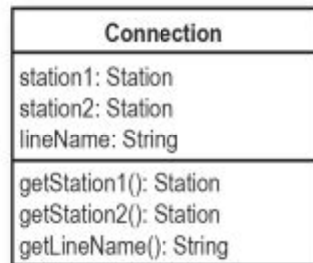 Connection
station1: Station
station2: Station
lineName: String
getStation1(): Station
getStation2(): Station
getLineName(): String